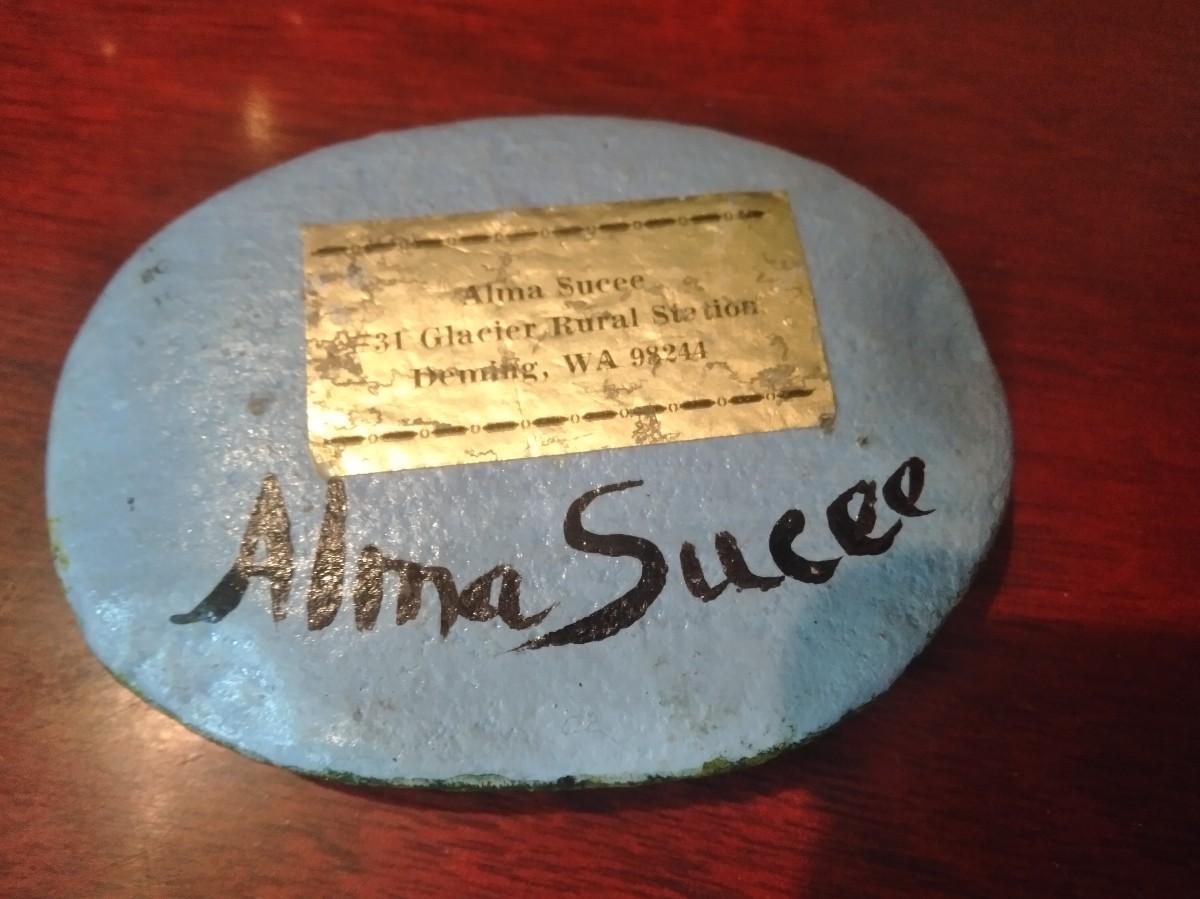 Alma Sucee
#31 Glacier Rural Station
Deming, WA 98244
Alma Sucee